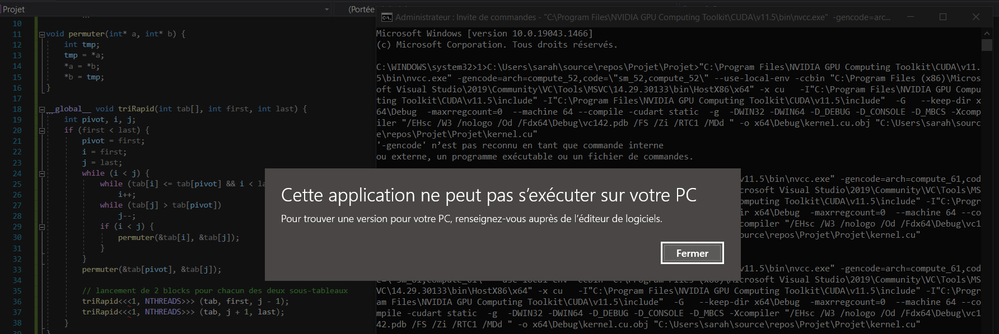 Projet
(Portée
10
11 void permuter(int* a, int* b) {
12 int tmp;
13 tmp = *a;
14 *a = *b;
15 *b = tmp;
16 }
17
18 __global__ void triRapid(int tab[], int first, int last) {
19 int pivot, i, j;
20 if (first < last) {
21 pivot = first;
22 i = first;
23 j = last;
24 while (i < j) {
25 while (tab[i] <= tab[pivot] && i < la
26 i++;
27 while (tab[j] > tab[pivot])
28 j--;
29 if (i < j) {
30 permuter(&tab[i], &tab[j]);
31 }
32 }
33 permuter(&tab[pivot], &tab[j]);
34
35 // lancement de 2 blocks pour chacun des deux sous-tableaux
36 triRapid<<<1, NTHREADS>>> (tab, first, j - 1);
37 triRapid<<<1, NTHREADS>>> (tab, j + 1, last);
38 }
39 }
Administrateur : Invite de commandes - "C:\Program Files\NVIDIA GPU Computing Toolkit\CUDA\v11.5\bin\nvcc.exe" -gencode=arc...
Microsoft Windows [version 10.0.19043.1466]
(c) Microsoft Corporation. Tous droits réservés.
C:\WINDOWS\system32>1>C:\Users\sarah\source\repos\Projet\Projet>"C:\Program Files\NVIDIA GPU Computing Toolkit\CUDA\v11.
5\bin\nvcc.exe" -gencode=arch=compute_52,code=\"sm_52,compute_52\" --use-local-env -ccbin "C:\Program Files (x86)\Micros
oft Visual Studio\2019\Community\VC\Tools\MSVC\14.29.30133\bin\HostX86\x64" -x cu -I"C:\Program Files\NVIDIA GPU Compu
ting Toolkit\CUDA\v11.5\include" -I"C:\Program Files\NVIDIA GPU Computing Toolkit\CUDA\v11.5\include" -G --keep-dir x
64\Debug -maxrregcount=0 --machine 64 --compile -cudart static -g -DWIN32 -DWIN64 -D_DEBUG -D_CONSOLE -D_MBCS -Xcomp
iler "/EHsc /W3 /nologo /Od /Fdx64\Debug\vc142.pdb /FS /Zi /RTC1 /MDd " -o x64\Debug\kernel.cu.obj "C:\Users\sarah\sourc
e\repos\Projet\Projet\kernel.cu"
'-gencode' n’est pas reconnu en tant que commande interne
ou externe, un programme exécutable ou un fichier de commandes.
v11.5\bin\nvcc.exe" -gencode=arch=compute_61,cod
crosoft Visual Studio\2019\Community\VC\Tools\MS
omputing Toolkit\CUDA\v11.5\include" -I"C:\Progr
ir x64\Debug -maxrregcount=0 --machine 64 --co
compiler "/EHsc /W3 /nologo /Od /Fdx64\Debug\vc1
ource\repos\Projet\Projet\kernel.cu"
Cette application ne peut pas s’exécuter sur votre PC
Pour trouver une version pour votre PC, renseignez-vous auprès de l’éditeur de logiciels.
Fermer
v11.5\bin\nvcc.exe" -gencode=arch=compute_61,cod
icrosoft Visual Studio\2019\Community\VC\Tools\MS
VC\14.29.30133\bin\HostX86\x64" -x cu -I"C:\Program Files\NVIDIA GPU Computing Toolkit\CUDA\v11.5\include" -I"C:\Progr
am Files\NVIDIA GPU Computing Toolkit\CUDA\v11.5\include" -G --keep-dir x64\Debug -maxrregcount=0 --machine 64 --co
mpile -cudart static -g -DWIN32 -DWIN64 -D_DEBUG -D_CONSOLE -D_MBCS -Xcompiler "/EHsc /W3 /nologo /Od /Fdx64\Debug\vc1
42.pdb /FS /Zi /RTC1 /MDd " -o x64\Debug\kernel.cu.obj "C:\Users\sarah\source\repos\Projet\Projet\kernel.cu"